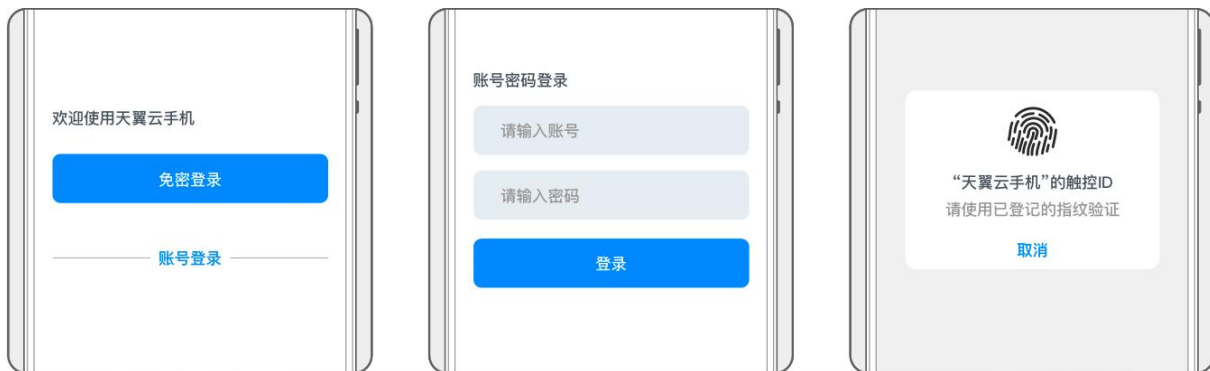 欢迎使用天翼云手机
免密登录
账号登录
账号密码登录
请输入账号
请输入密码
登录
“天翼云手机”的触控ID
请使用已登记的指纹验证
取消